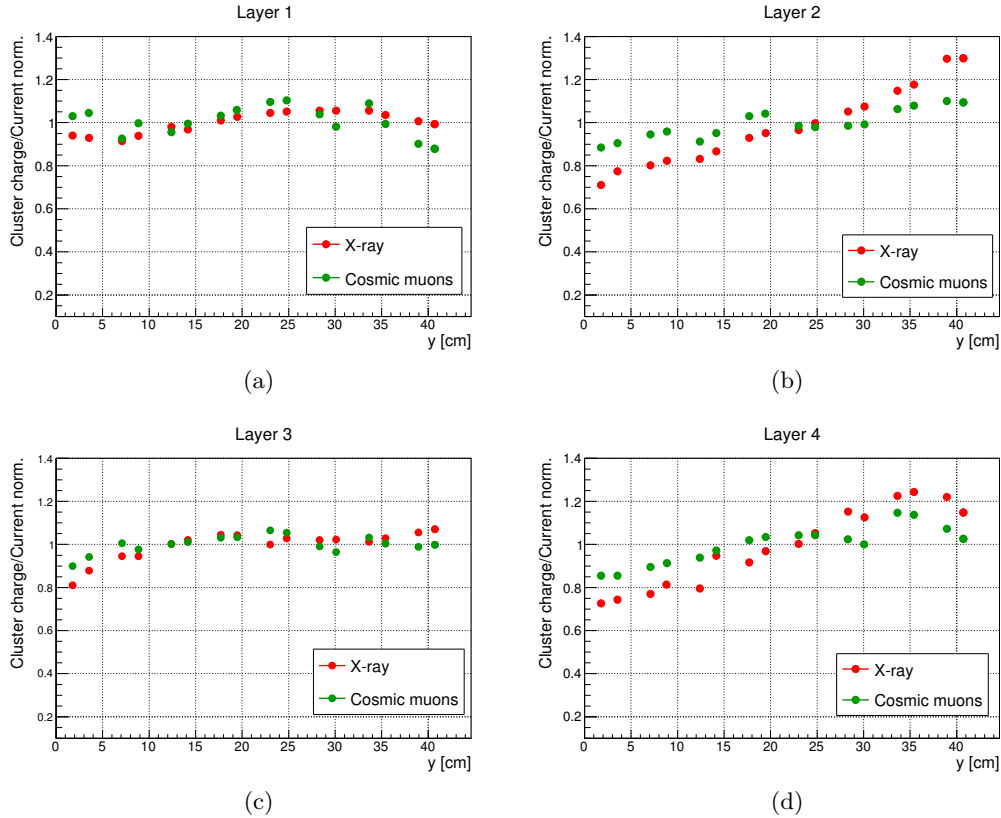 Layer 1
Cluster charge/Current norm.
1.4
1.2
1
0.8
0.6
0.4
0.2
X-ray
Cosmic muons
0 5 10 15 20 25 30 35 40
y [cm]
(a)
Layer 2
Cluster charge/Current norm.
1.4
1.2
1
0.8
0.6
0.4
0.2
X-ray
Cosmic muons
0 5 10 15 20 25 30 35 40
y [cm]
(b)
Layer 3
Cluster charge/Current norm.
1.4
1.2
1
0.8
0.6
0.4
0.2
X-ray
Cosmic muons
0 5 10 15 20 25 30 35 40
y [cm]
(c)
Layer 4
Cluster charge/Current norm.
1.4
1.2
1
0.8
0.6
0.4
0.2
X-ray
Cosmic muons
0 5 10 15 20 25 30 35 40
y [cm]
(d)